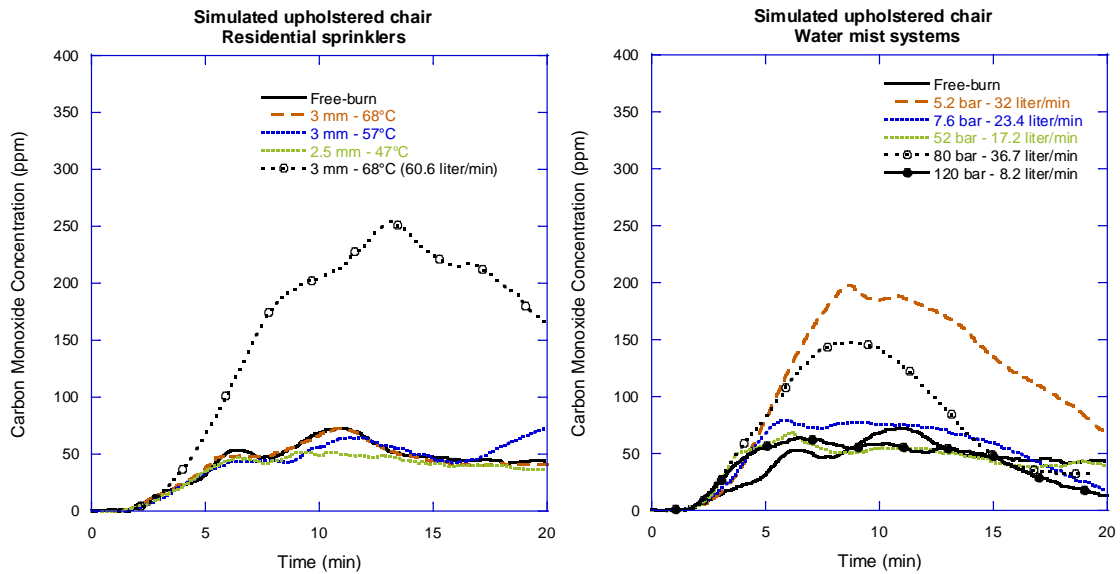 Simulated upholstered chair
Residential sprinklers
400
350
300
250
200
150
100
50
0
Carbon Monoxide Concentration (ppm)
Free-burn
3 mm - 68°C
3 mm - 57°C
2.5 mm - 47°C
3 mm - 68°C (60.6 liter/min)
0 5 10 15 20
Time (min)
Simulated upholstered chair
Water mist systems
400
350
300
250
200
150
100
50
0
Carbon Monoxide Concentration (ppm)
Free-burn
5.2 bar - 32 liter/min
7.6 bar - 23.4 liter/min
52 bar - 17.2 liter/min
80 bar - 36.7 liter/min
120 bar - 8.2 liter/min
0 5 10 15 20
Time (min)